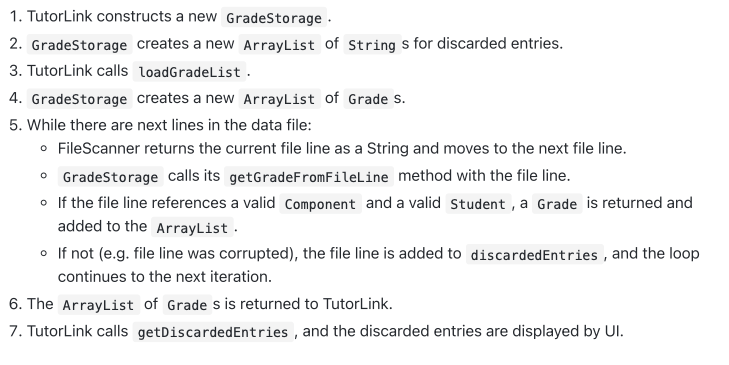 1. TutorLink constructs a new GradeStorage .
2. GradeStorage creates a new ArrayList of String s for discarded entries.
3. TutorLink calls loadGradeList .
4. GradeStorage creates a new ArrayList of Grade s.
5. While there are next lines in the data file:
○ FileScanner returns the current file line as a String and moves to the next file line.
○ GradeStorage calls its getGradeFromFileLine method with the file line.
○ If the file line references a valid Component and a valid Student , a Grade is returned and
added to the ArrayList .
○ If not (e.g. file line was corrupted), the file line is added to discardedEntries , and the loop
continues to the next iteration.
6. The ArrayList of Grade s is returned to TutorLink.
7. TutorLink calls getDiscardedEntries , and the discarded entries are displayed by UI.